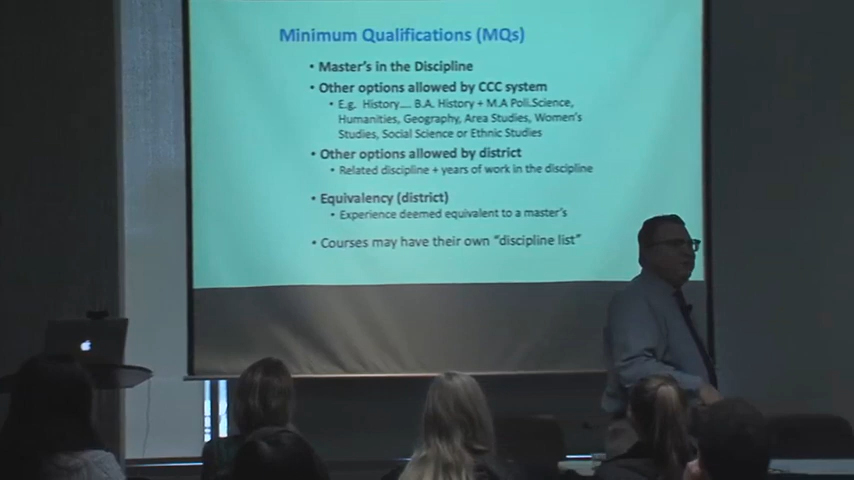 Minimum Qualifications (MQs)
• Master's in the Discipline
• Other options allowed by CCC system
• E.g. History.... B.A. History + M.A Poli.Science,
Humanities, Geography, Area Studies, Women's
Studies, Social Science or Ethnic Studies
• Other options allowed by district
• Related discipline + years of work in the discipline
• Equivalency (district)
• Experience deemed equivalent to a master's
• Courses may have their own "discipline list"